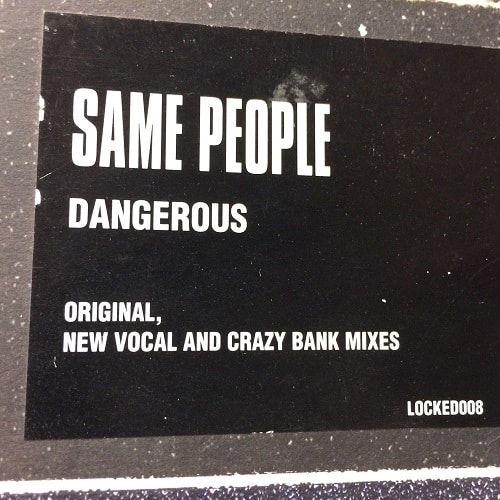 SAME PEOPLE
DANGEROUS
ORIGINAL,
NEW VOCAL AND CRAZY BANK MIXES
LOCKED008